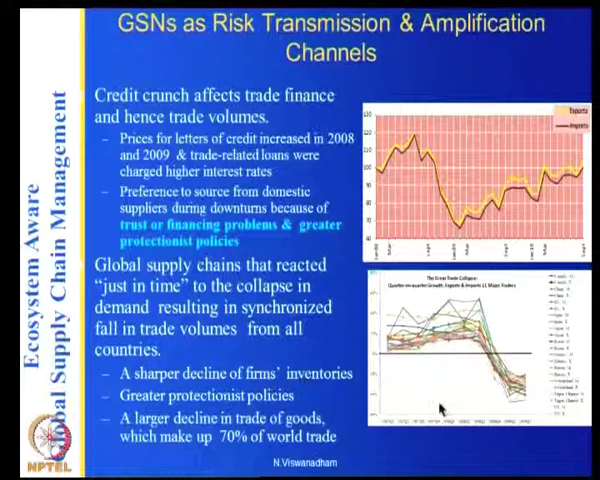 GSNs as Risk Transmission & Amplification
Channels
Ecosystem Aware
Global Supply Chain Management
Credit crunch affects trade finance
and hence trade volumes.
– Prices for letters of credit increased in 2008
and 2009 & trade-related loans were
charged higher interest rates
– Preference to source from domestic
suppliers during downturns because of
trust or financing problems & greater
protectionist policies
Global supply chains that reacted
"just in time" to the collapse in
demand resulting in synchronized
fall in trade volumes from all
countries.
– A sharper decline of firms' inventories
– Greater protectionist policies
– A larger decline in trade of goods,
which make up 70% of world trade
Exports
Imports
The Great Trade Collapse:
Quarter-on-quarter Growth, Exports & Imports 11 Major Traders
NPTEL
N.Viswanadham